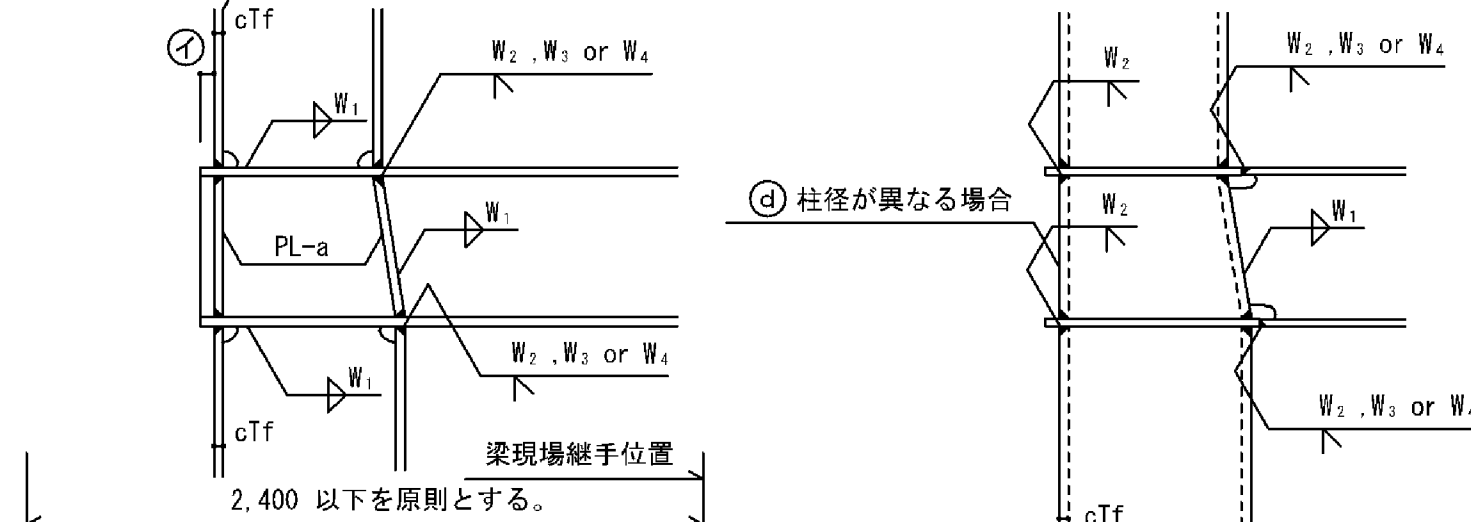 cTf
イ
W₂ ,W₃ or W₄
W₁
PL-a
W₁
W₂ ,W₃ or W₄
W₁
cTf
梁現場継手位置
2,400 以下を原則とする。
W₂
W₂ ,W₃ or W₄
d 柱径が異なる場合
W₂
W₁
W₂ ,W₃ or W₄
cTf